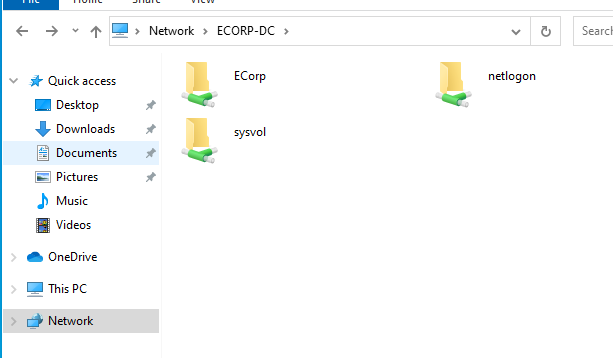 File Home Share View
Network ECORP-DC
Search
Quick access
Desktop
Downloads
Documents
Pictures
Music
Videos
OneDrive
This PC
Network
ECorp
netlogon
sysvol